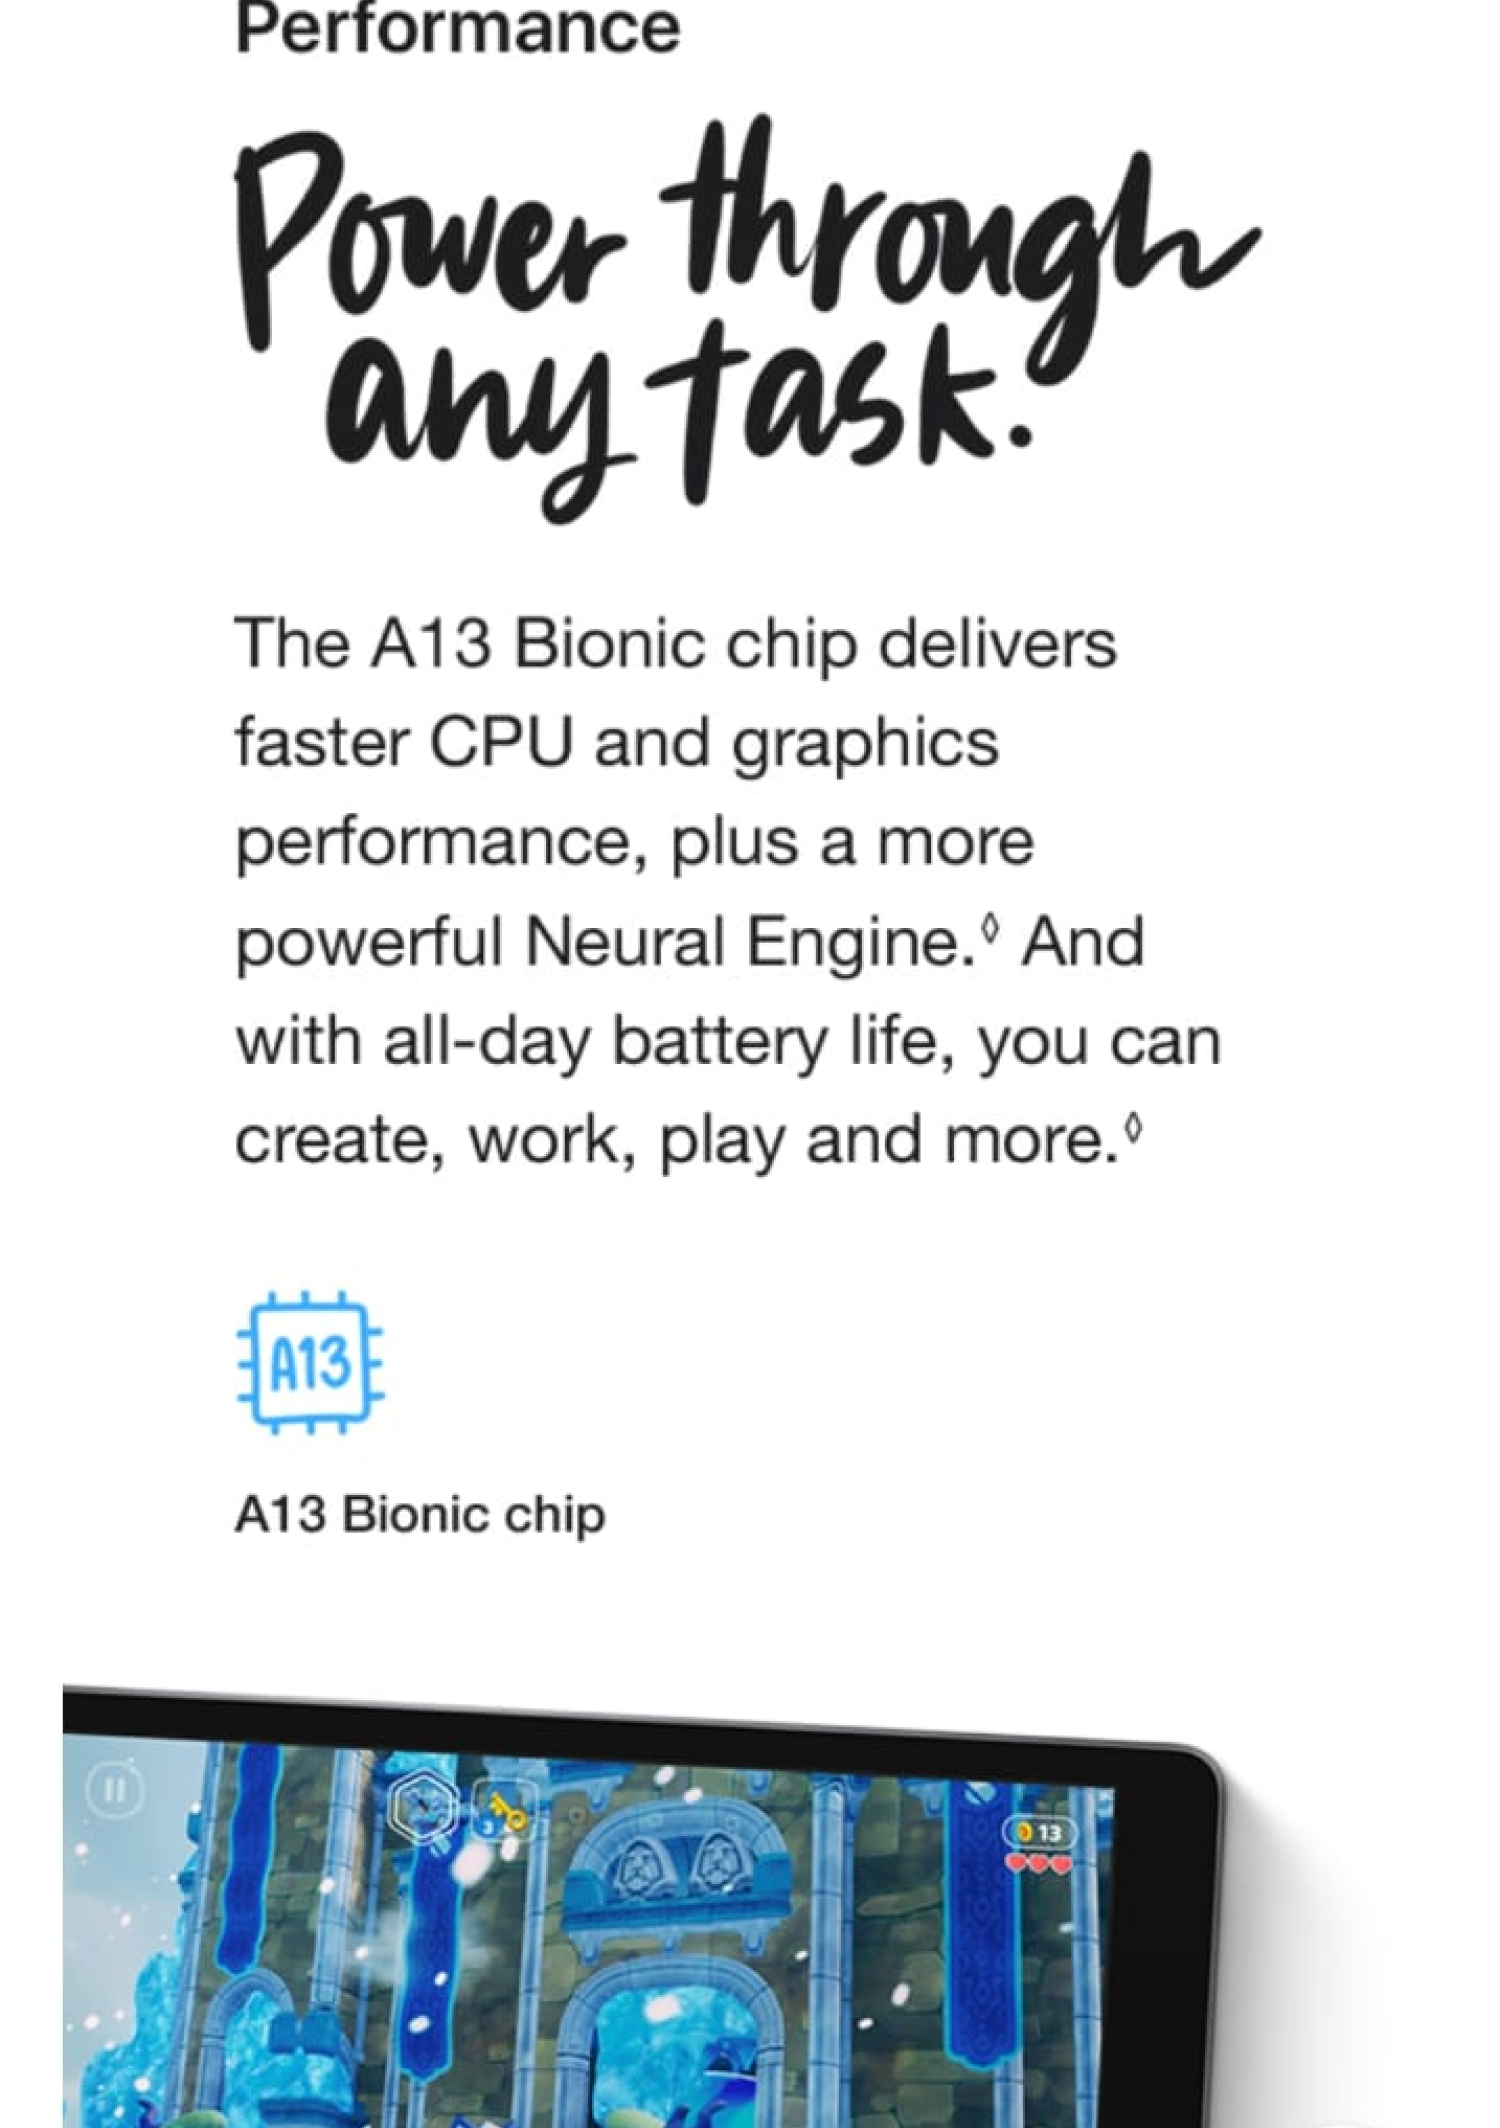 Performance
Power through
any task.
The A13 Bionic chip delivers
faster CPU and graphics
performance, plus a more
powerful Neural Engine.◊ And
with all-day battery life, you can
create, work, play and more.◊
A13
A13 Bionic chip
3
13